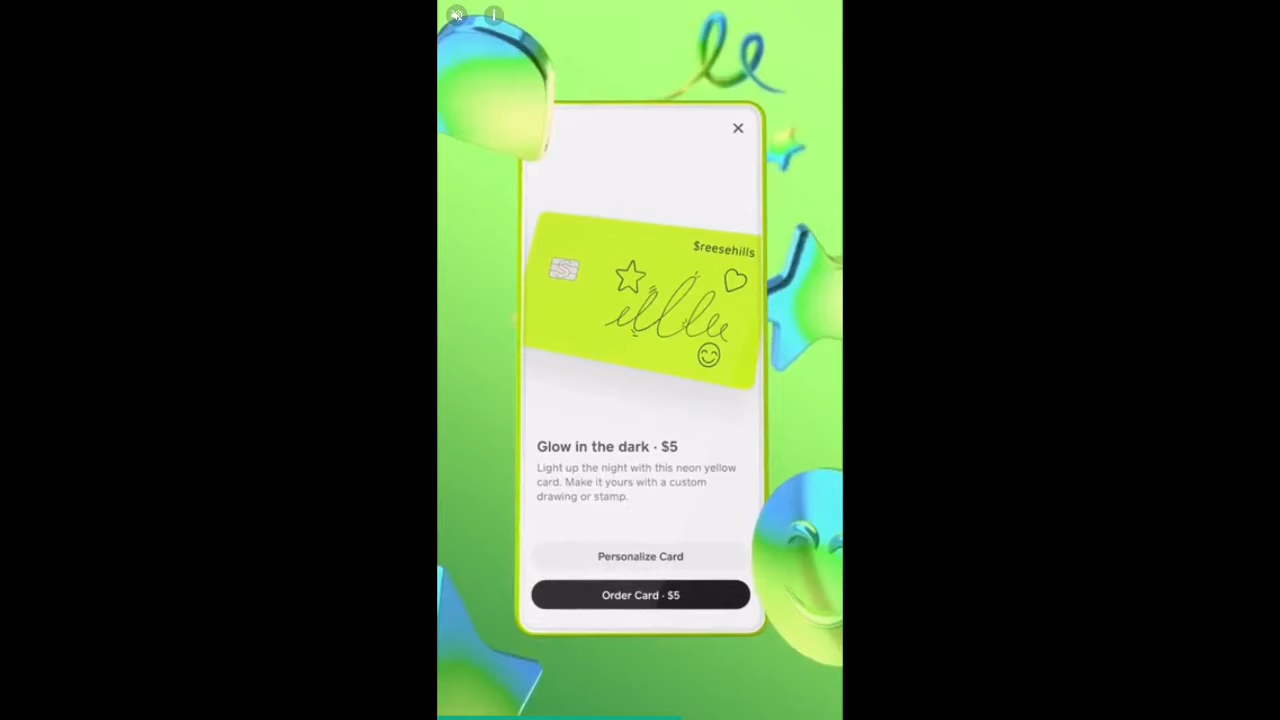 $reesehills
Glow in the dark · $5
Light up the night with this neon yellow
card. Make it yours with a custom
drawing or stamp.
Personalize Card
Order Card · $5